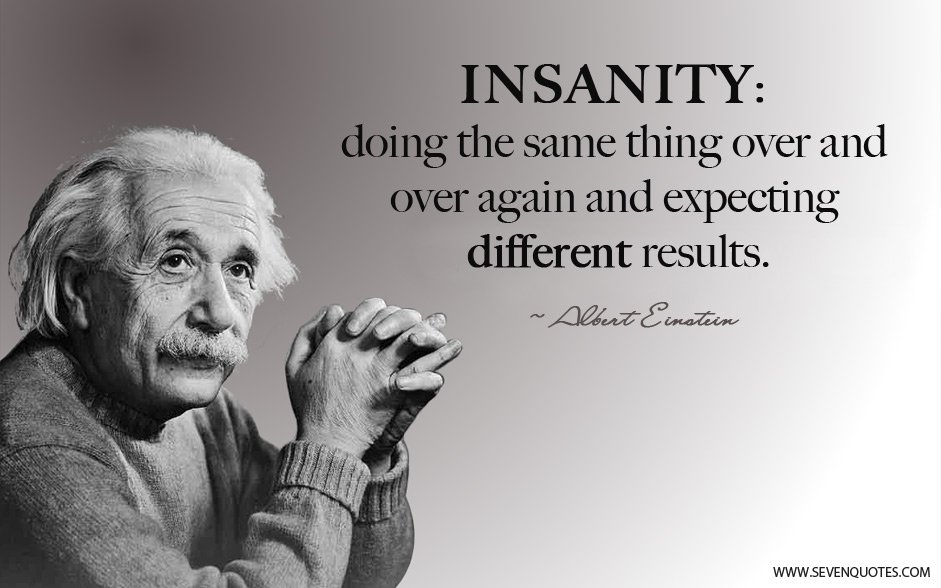 INSANITY:
doing the same thing over and
over again and expecting
different results.
~ Albert Einstein
WWW.SEVENQUOTES.COM